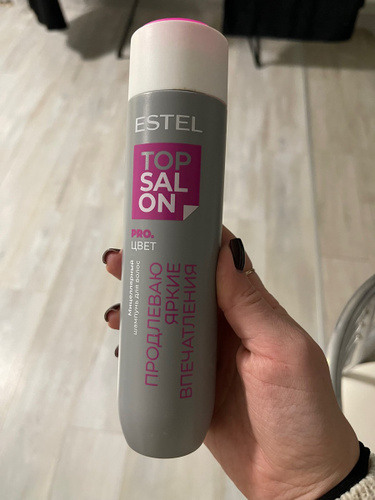 ESTEL
TOP
SAL
ON
PRO.
ЦВЕТ
Мицеллярный
шампунь для волос
ПРОДЛЕВАЮ
ЯРКИЕ
ВПЕЧАТЛЕНИЯ